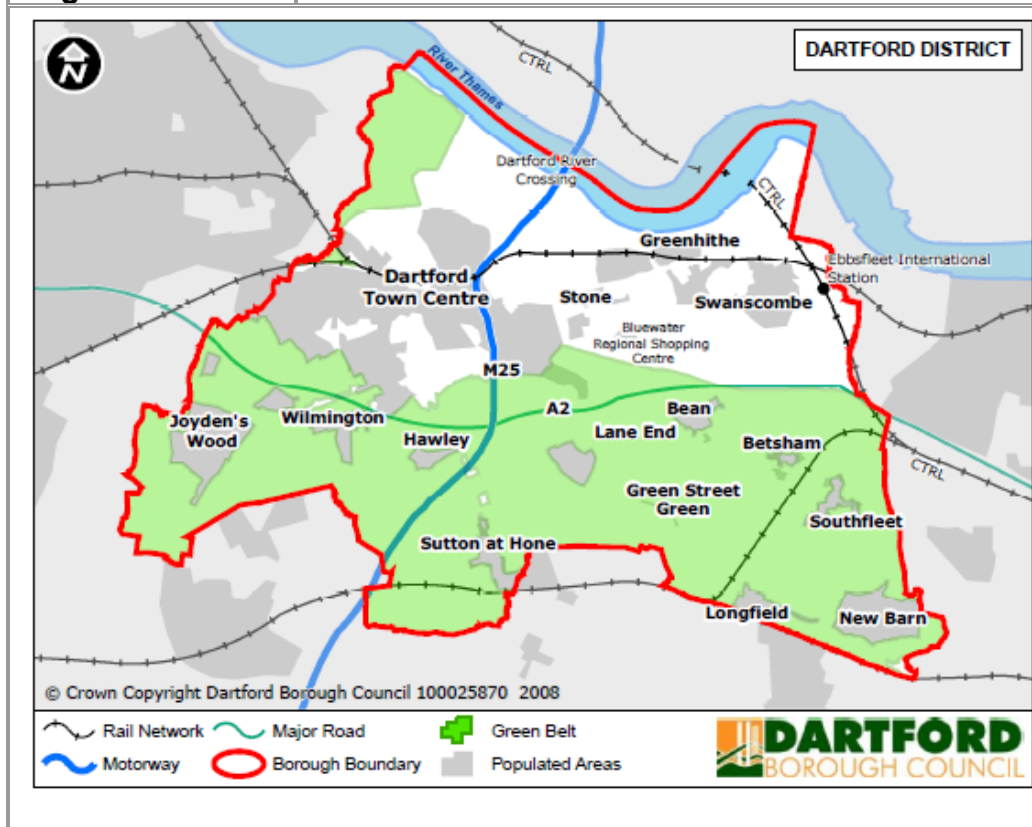 DARTFORD DISTRICT
N
CTRL
River Thames
Dartford River
Crossing
CTRL
Greenhithe
Ebbsfleet International
Station
Dartford
Town Centre
Stone
Swanscombe
Bluewater
Regional Shopping
Centre
M25
A2
Bean
Joyden's
Wood
Wilmington
Hawley
Lane End
Betsham
CTRL
Green Street
Green
Southfleet
Sutton at Hone
Longfield
New Barn
© Crown Copyright Dartford Borough Council 100025870 2008
Rail Network
Major Road
Green Belt
Motorway
Borough Boundary
Populated Areas
DARTFORD
BOROUGH COUNCIL